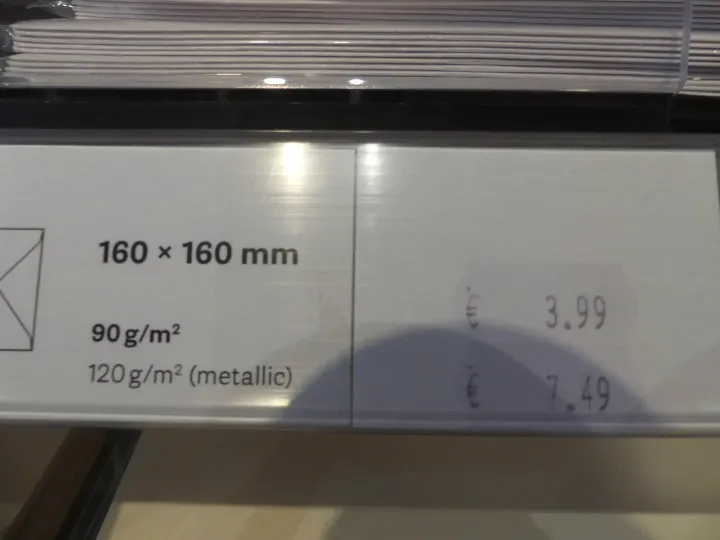 160 × 160 mm
90 g/m²
120 g/m² (metallic)
€ 3.99
€ 7.49